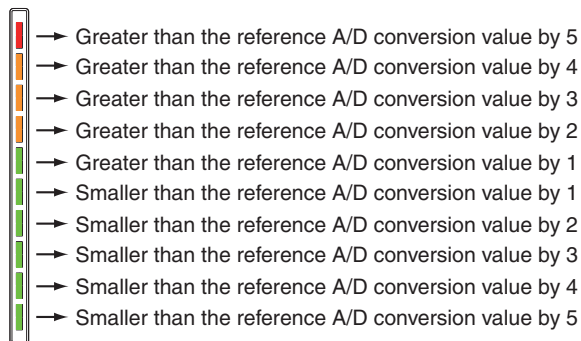 Greater than the reference A/D conversion value by 5
Greater than the reference A/D conversion value by 4
Greater than the reference A/D conversion value by 3
Greater than the reference A/D conversion value by 2
Greater than the reference A/D conversion value by 1
Smaller than the reference A/D conversion value by 1
Smaller than the reference A/D conversion value by 2
Smaller than the reference A/D conversion value by 3
Smaller than the reference A/D conversion value by 4
Smaller than the reference A/D conversion value by 5